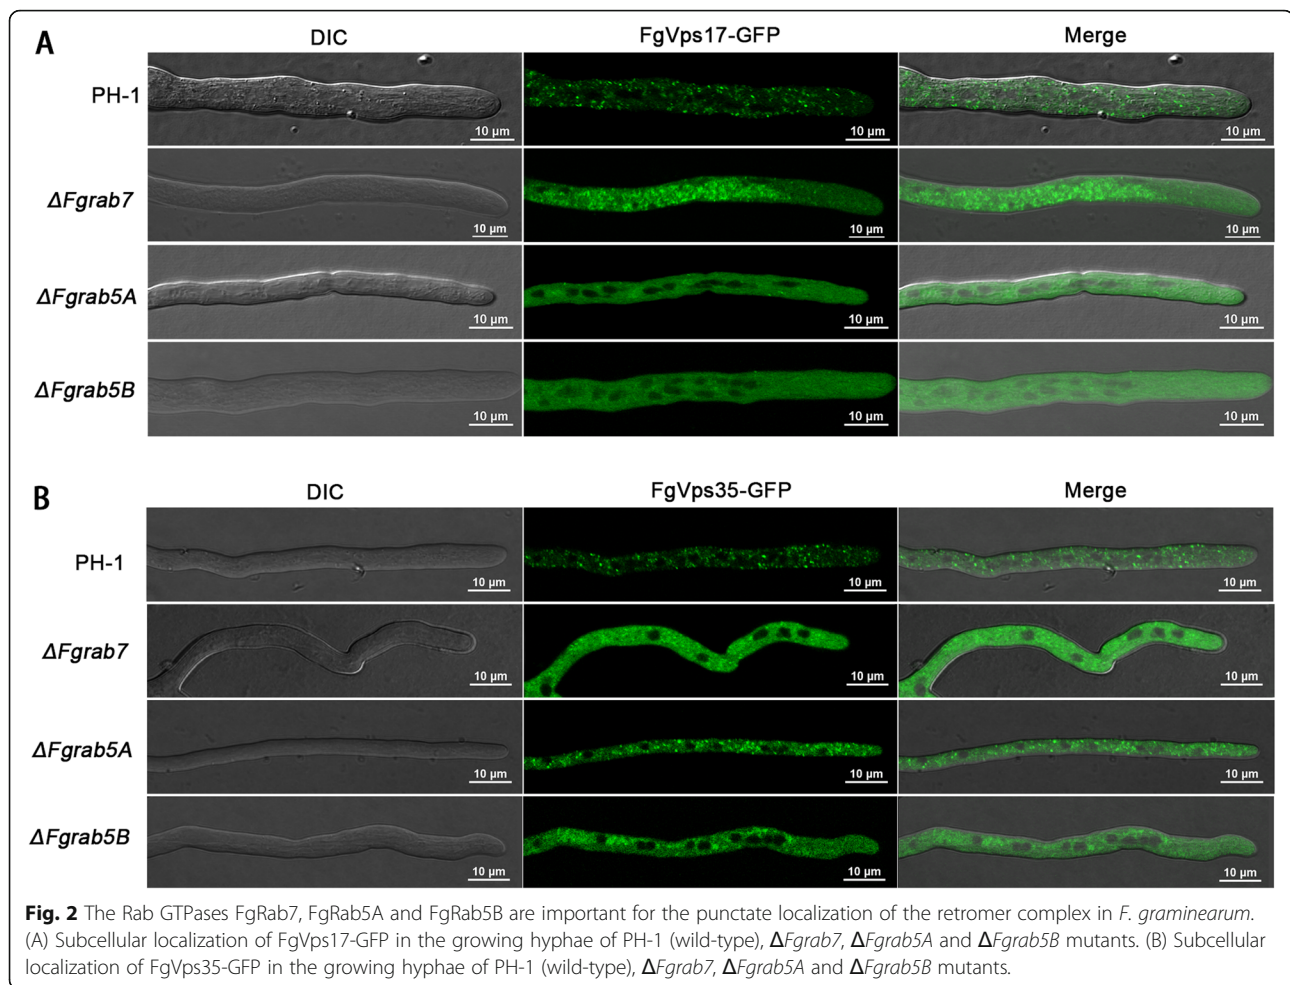 A
DIC FgVps17-GFP Merge
PH-1
10 µm 10 µm 10 µm
ΔFgrab7
10 µm 10 µm 10 µm
ΔFgrab5A
10 µm 10 µm 10 µm
ΔFgrab5B
10 µm 10 µm 10 µm
B
DIC FgVps35-GFP Merge
PH-1
10 µm 10 µm 10 µm
ΔFgrab7
10 µm 10 µm 10 µm
ΔFgrab5A
10 µm 10 µm 10 µm
ΔFgrab5B
10 µm 10 µm 10 µm
Fig. 2 The Rab GTPases FgRab7, FgRab5A and FgRab5B are important for the punctate localization of the retromer complex in F. graminearum.
(A) Subcellular localization of FgVps17-GFP in the growing hyphae of PH-1 (wild-type), ΔFgrab7, ΔFgrab5A and ΔFgrab5B mutants. (B) Subcellular
localization of FgVps35-GFP in the growing hyphae of PH-1 (wild-type), ΔFgrab7, ΔFgrab5A and ΔFgrab5B mutants.